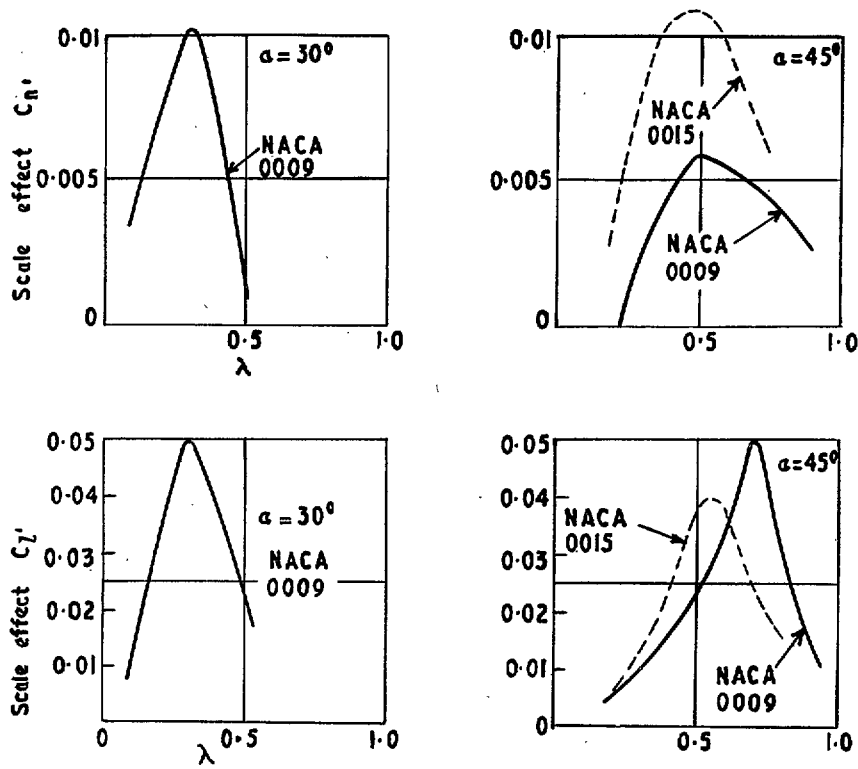 Scale effect Cn'
0.01
0.005
0
0.5
1.0
λ
α = 30°
NACA
0009
0.01
0.005
0
0.5
1.0
α = 45°
NACA
0015
NACA
0009
Scale effect Cl'
0.05
0.04
0.03
0.02
0.01
0
0.5
1.0
λ
α = 30°
NACA
0009
0.05
0.04
0.03
0.02
0.01
0
0.5
1.0
α = 45°
NACA
0015
NACA
0009